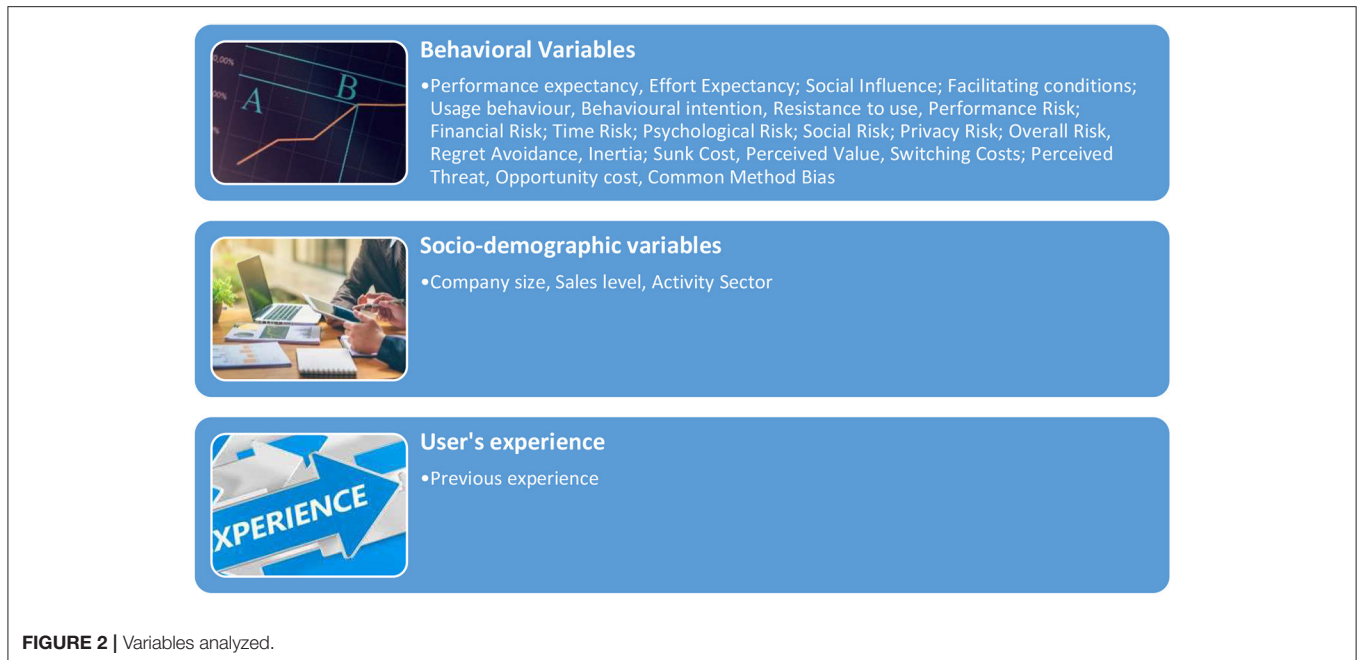 Behavioral Variables
•Performance expectancy, Effort Expectancy; Social Influence; Facilitating conditions;
Usage behaviour, Behavioural intention, Resistance to use, Performance Risk;
Financial Risk; Time Risk; Psychological Risk; Social Risk; Privacy Risk; Overall Risk,
Regret Avoidance, Inertia; Sunk Cost, Perceived Value, Switching Costs; Perceived
Threat, Opportunity cost, Common Method Bias
A
B
Socio-demographic variables
•Company size, Sales level, Activity Sector
User's experience
•Previous experience
XPERIENCE
FIGURE 2 | Variables analyzed.